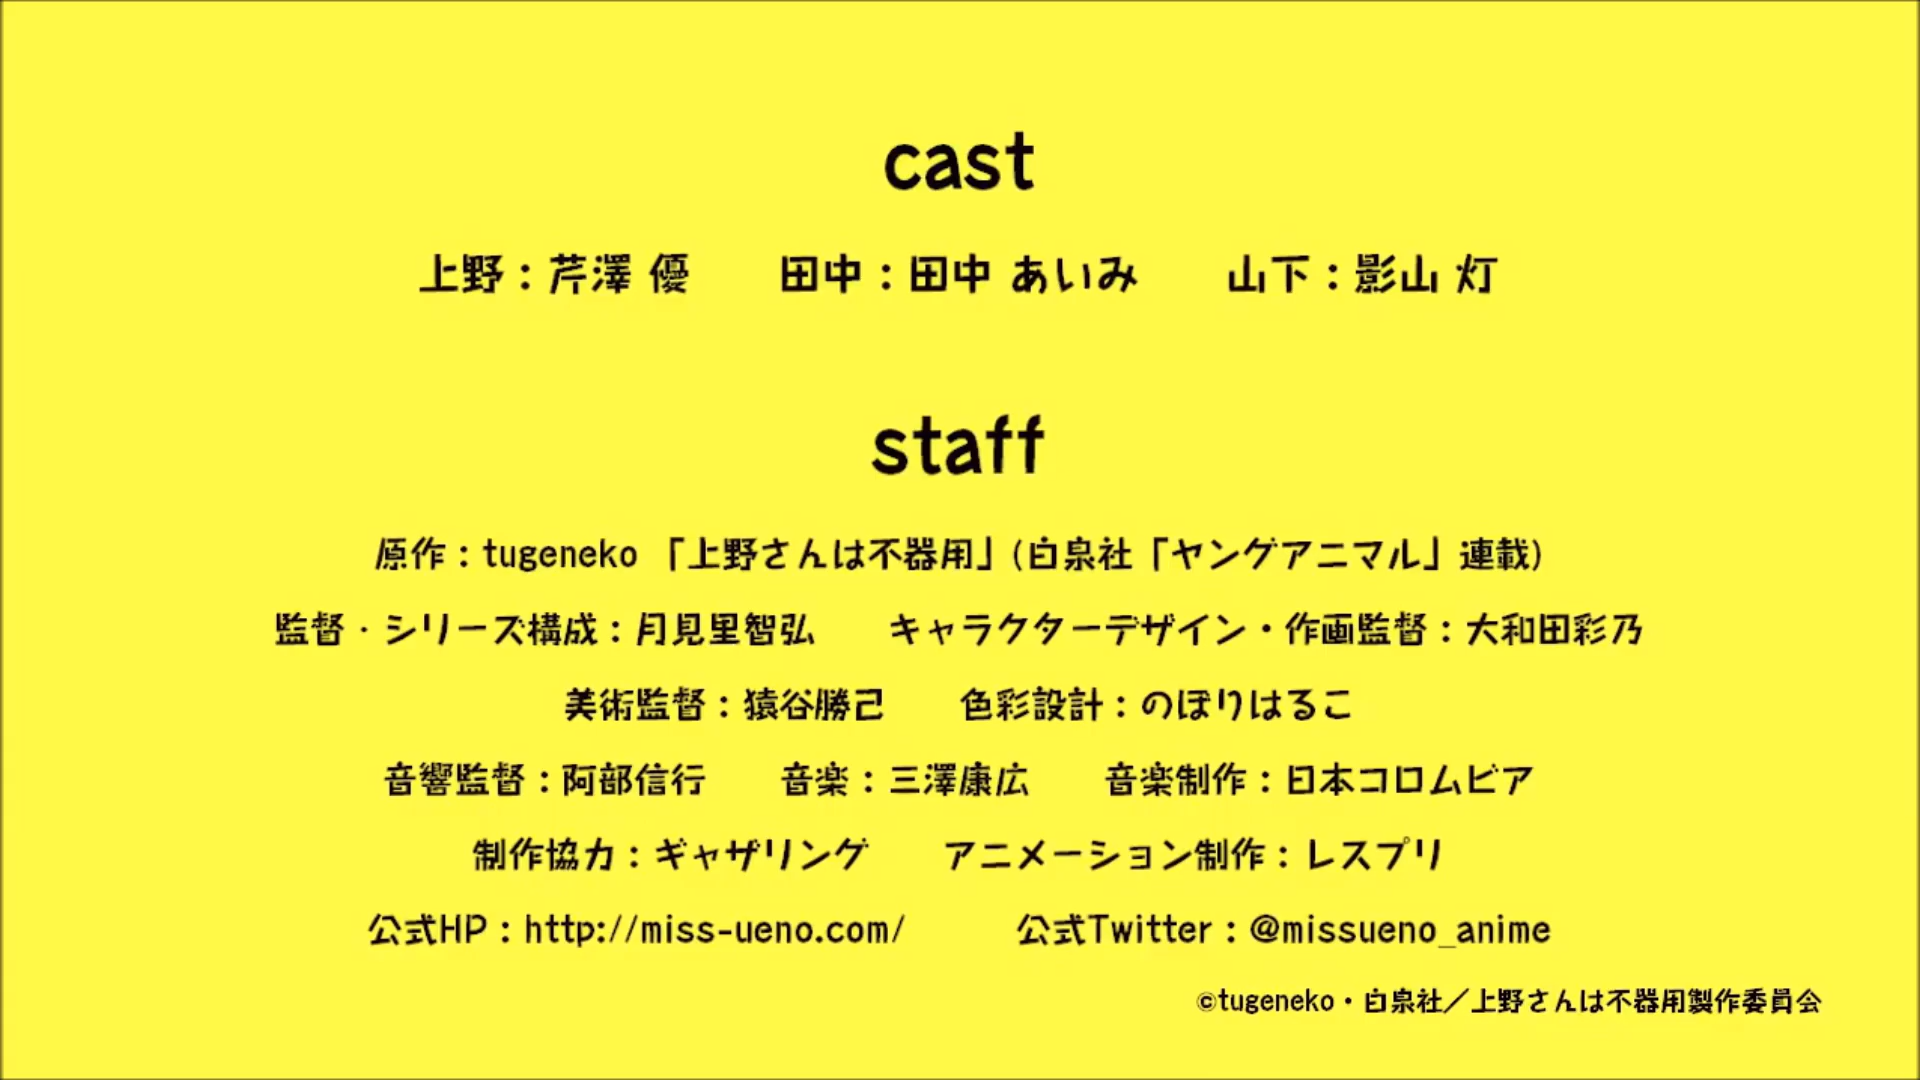 cast
上野：芹澤 優　　田中：田中 あいみ　　山下：影山 灯
staff
原作：tugeneko 「上野さんは不器用」(白泉社「ヤングアニマル」連載)
監督・シリーズ構成：月見里智弘　　キャラクターデザイン・作画監督：大和田彩乃
美術監督：猿谷勝己　　色彩設計：のぼりはるこ
音響監督：阿部信行　　音楽：三澤康広　　音楽制作：日本コロムビア
制作協力：ギャザリング　　アニメーション制作：レスプリ
公式HP：http://miss-ueno.com/　　公式Twitter：@missueno_anime
©tugeneko・白泉社／上野さんは不器用製作委員会